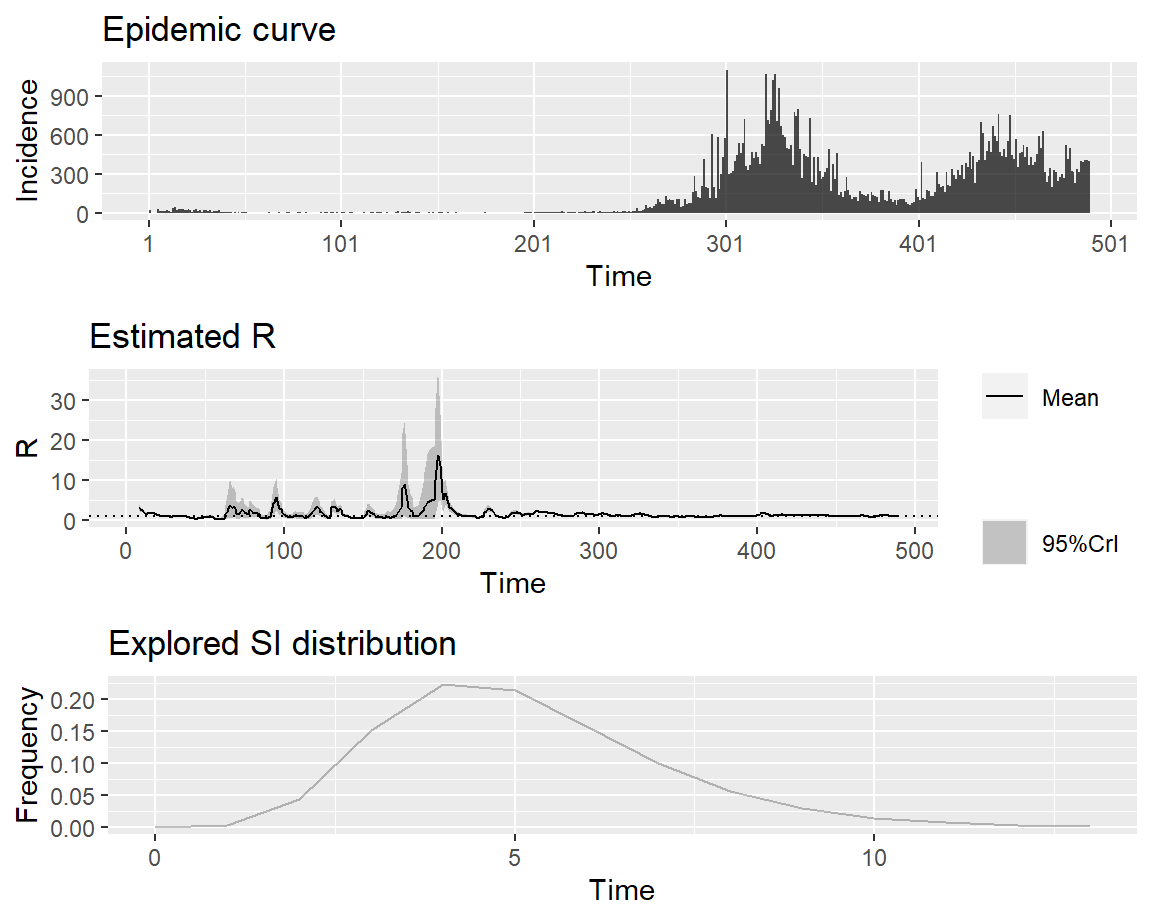 Epidemic curve
Incidence
900
600
300
0
1 101 201 301 401 501
Time
Estimated R
R
30
20
10
0
0 100 200 300 400 500
Time
Mean
95%CrI
Explored SI distribution
Frequency
0.20
0.15
0.10
0.05
0.00
0 5 10
Time